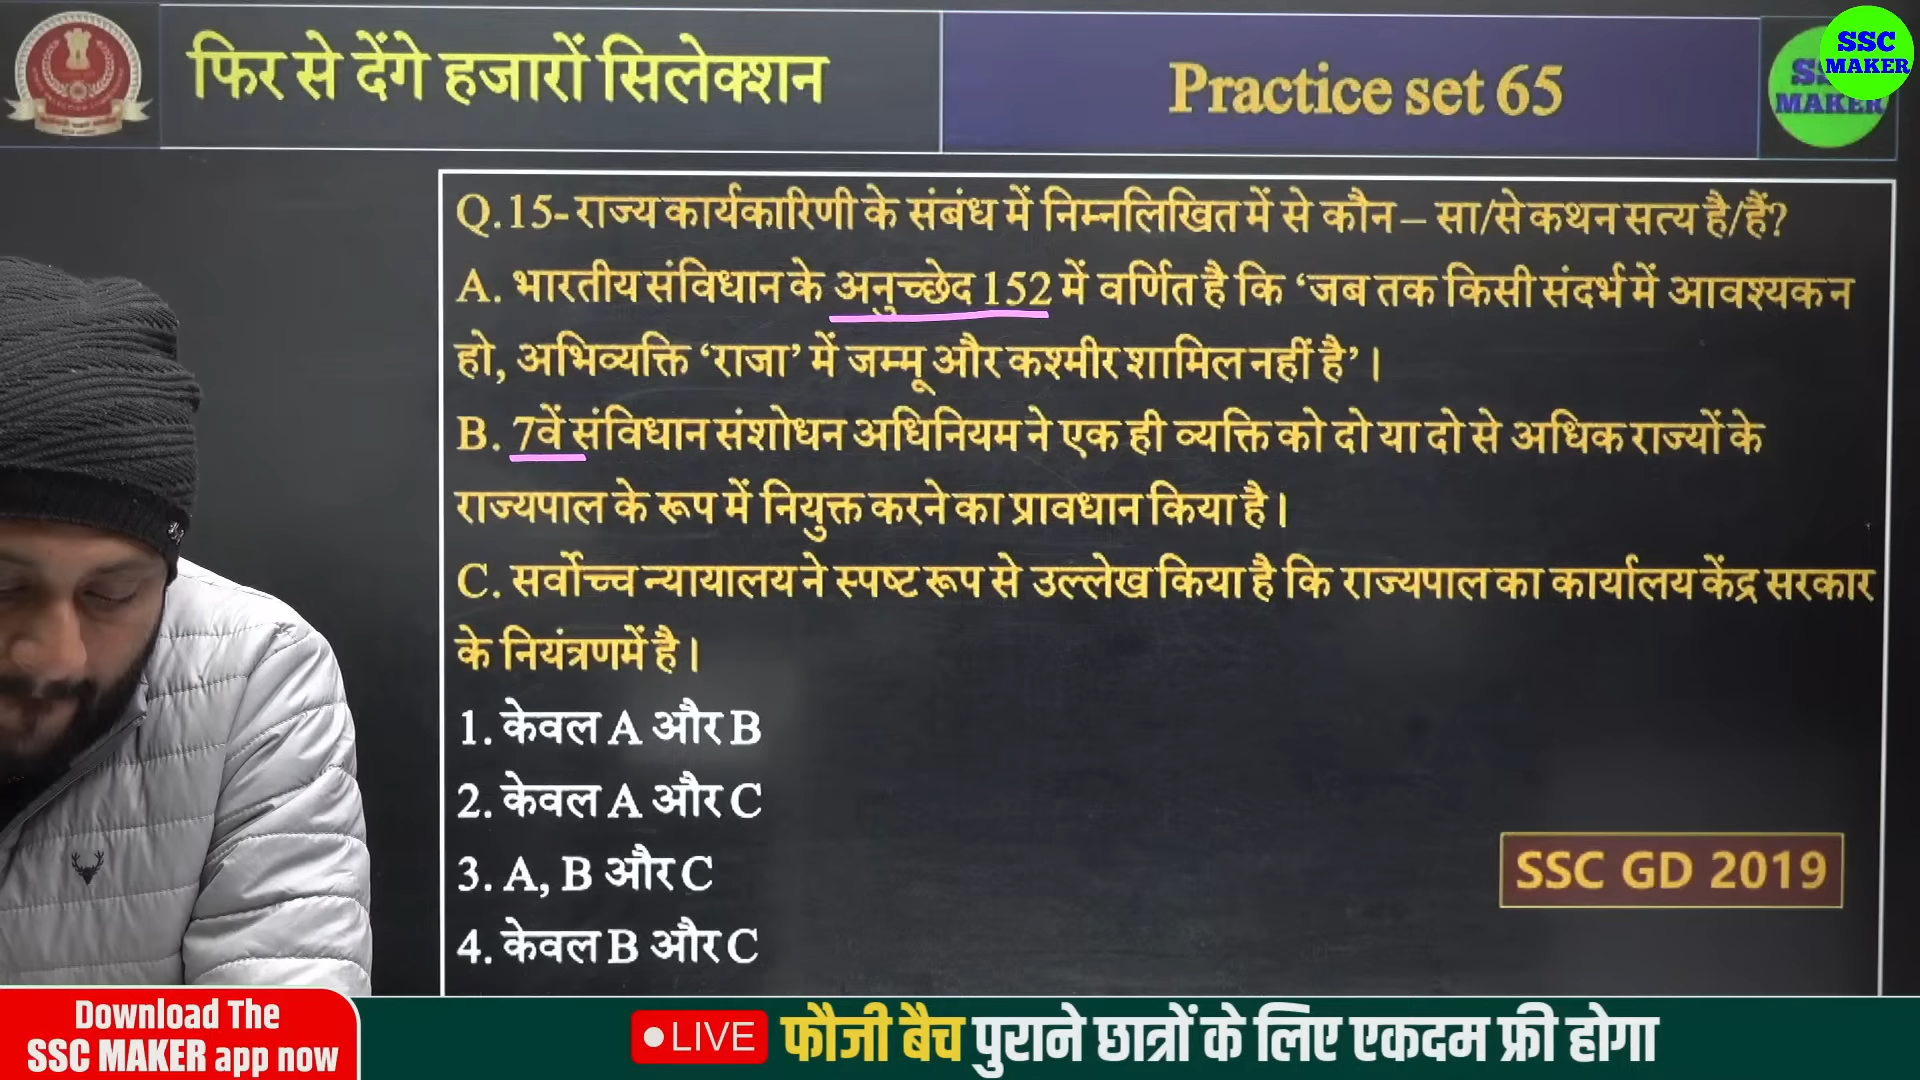 फिर से देंगे हजारों सिलेक्शन
Practice set 65
SSC
MAKER
Q.15- राज्य कार्यकारिणी के संबंध में निम्नलिखित में से कौन – सा/से कथन सत्य है/हैं?
A. भारतीय संविधान के अनुच्छेद 152 में वर्णित है कि ‘जब तक किसी संदर्भ में आवश्यक न
हो, अभिव्यक्ति ‘राजा’ में जम्मू और कश्मीर शामिल नहीं है’।
B. 7वें संविधान संशोधन अधिनियम ने एक ही व्यक्ति को दो या दो से अधिक राज्यों के
राज्यपाल के रूप में नियुक्त करने का प्रावधान किया है।
C. सर्वोच्च न्यायालय ने स्पष्ट रूप से उल्लेख किया है कि राज्यपाल का कार्यालय केंद्र सरकार
के नियंत्रणमें है।
1. केवल A और B
2. केवल A और C
3. A, B और C
4. केवल B और C
SSC GD 2019
Download The
SSC MAKER app now
LIVE
फौजी बैच पुराने छात्रों के लिए एकदम फ्री होगा